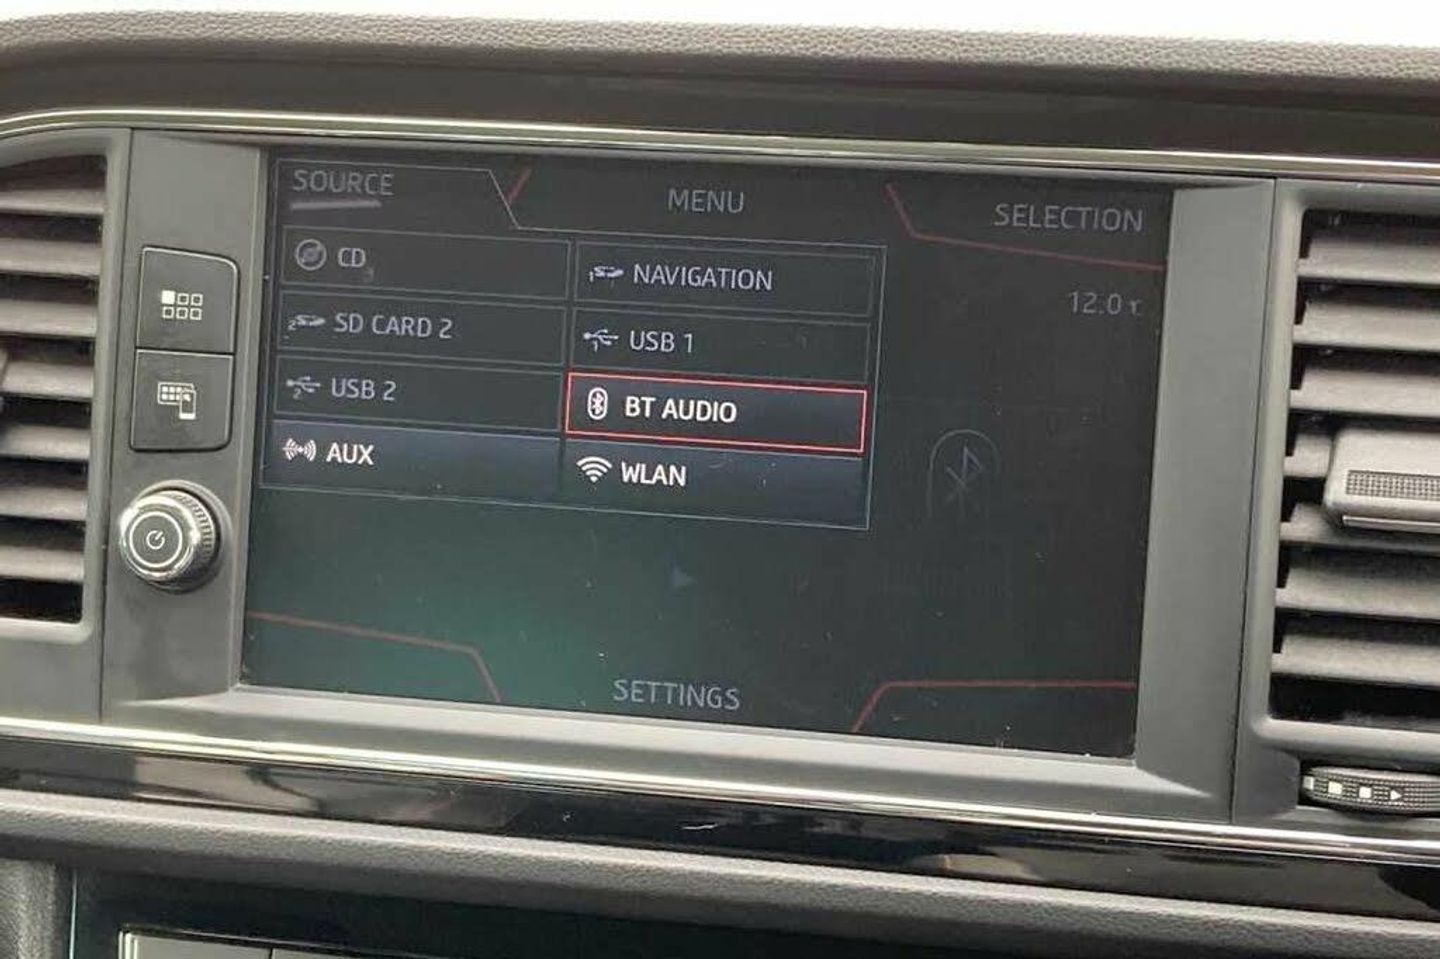 SOURCE
MENU
SELECTION
CD
NAVIGATION
12.0
SD CARD 2
USB 1
USB 2
BT AUDIO
AUX
WLAN
SETTINGS